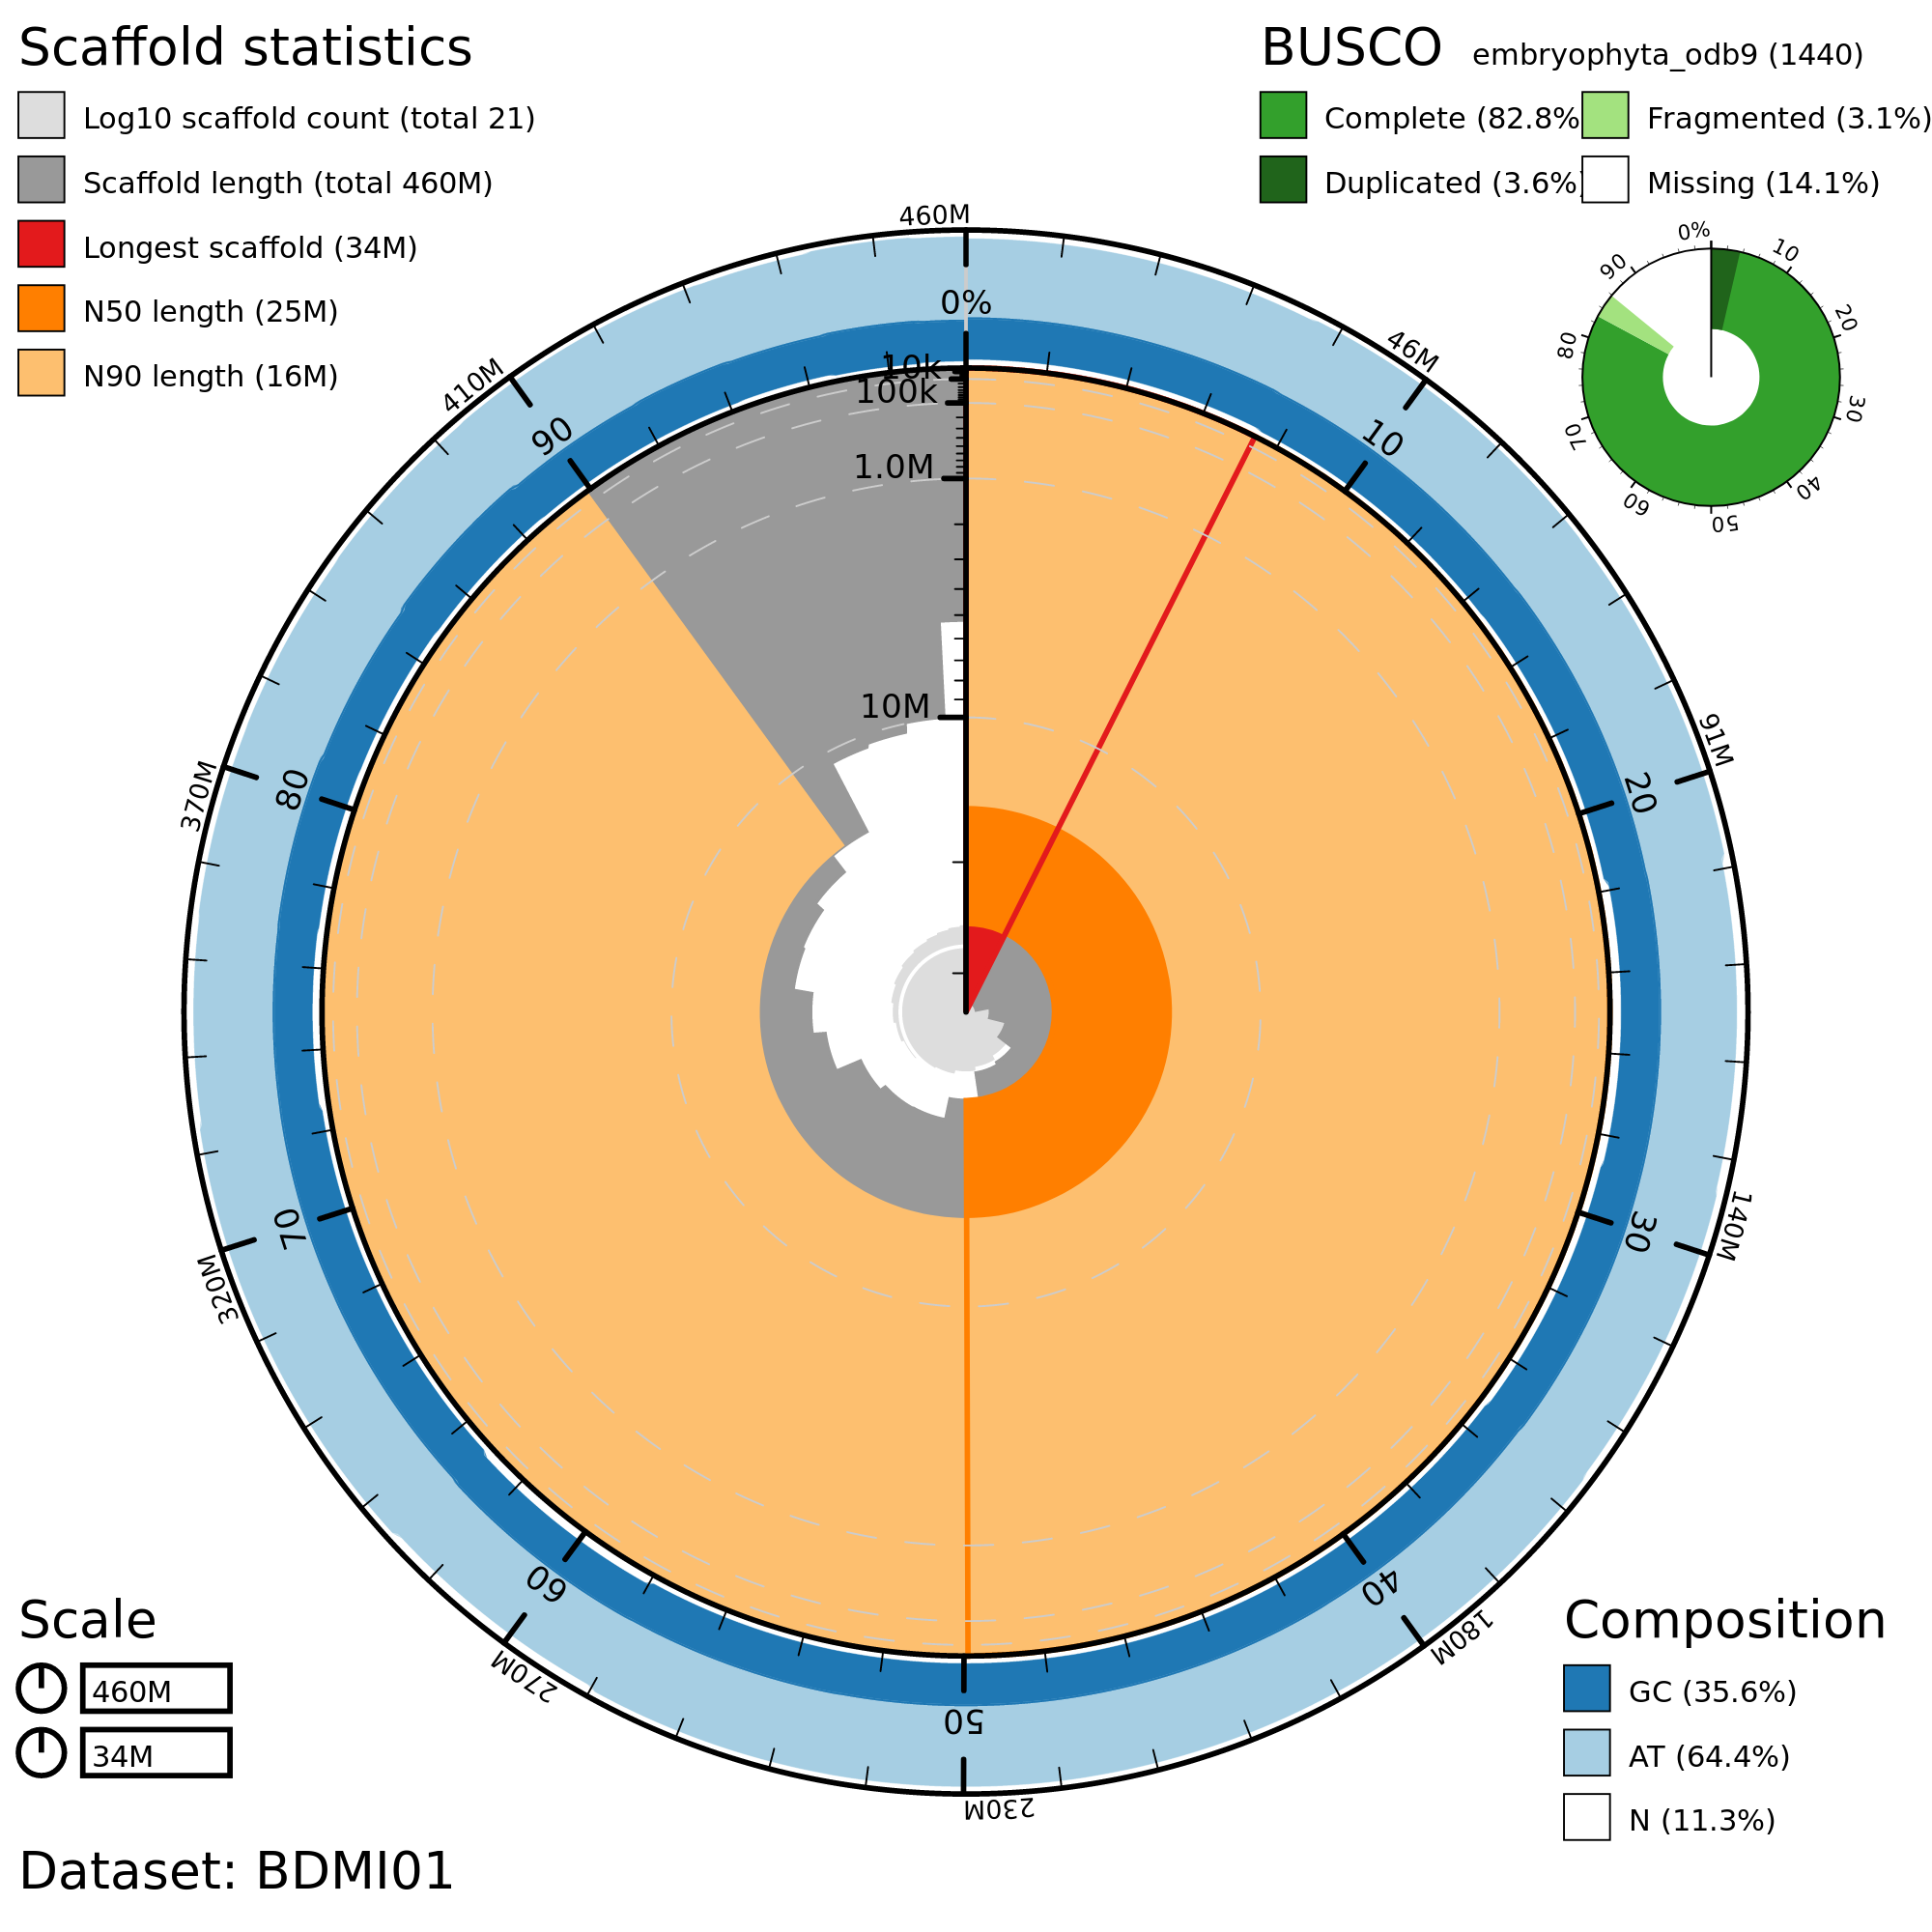 Scaffold statistics
Log10 scaffold count (total 21)
Scaffold length (total 460M)
Longest scaffold (34M)
N50 length (25M)
N90 length (16M)
BUSCO embryophyta_odb9 (1440)
Complete (82.8%
Fragmented (3.1%)
Duplicated (3.6%)
Missing (14.1%)
0%
10
20
30
40
50
60
70
80
90
460M
46M
91M
140M
180M
230M
270M
320M
370M
410M
0%
10
20
30
40
50
60
70
80
90
10k
100k
1.0M
10M
Scale
460M
34M
Composition
GC (35.6%)
AT (64.4%)
N (11.3%)
Dataset: BDMI01